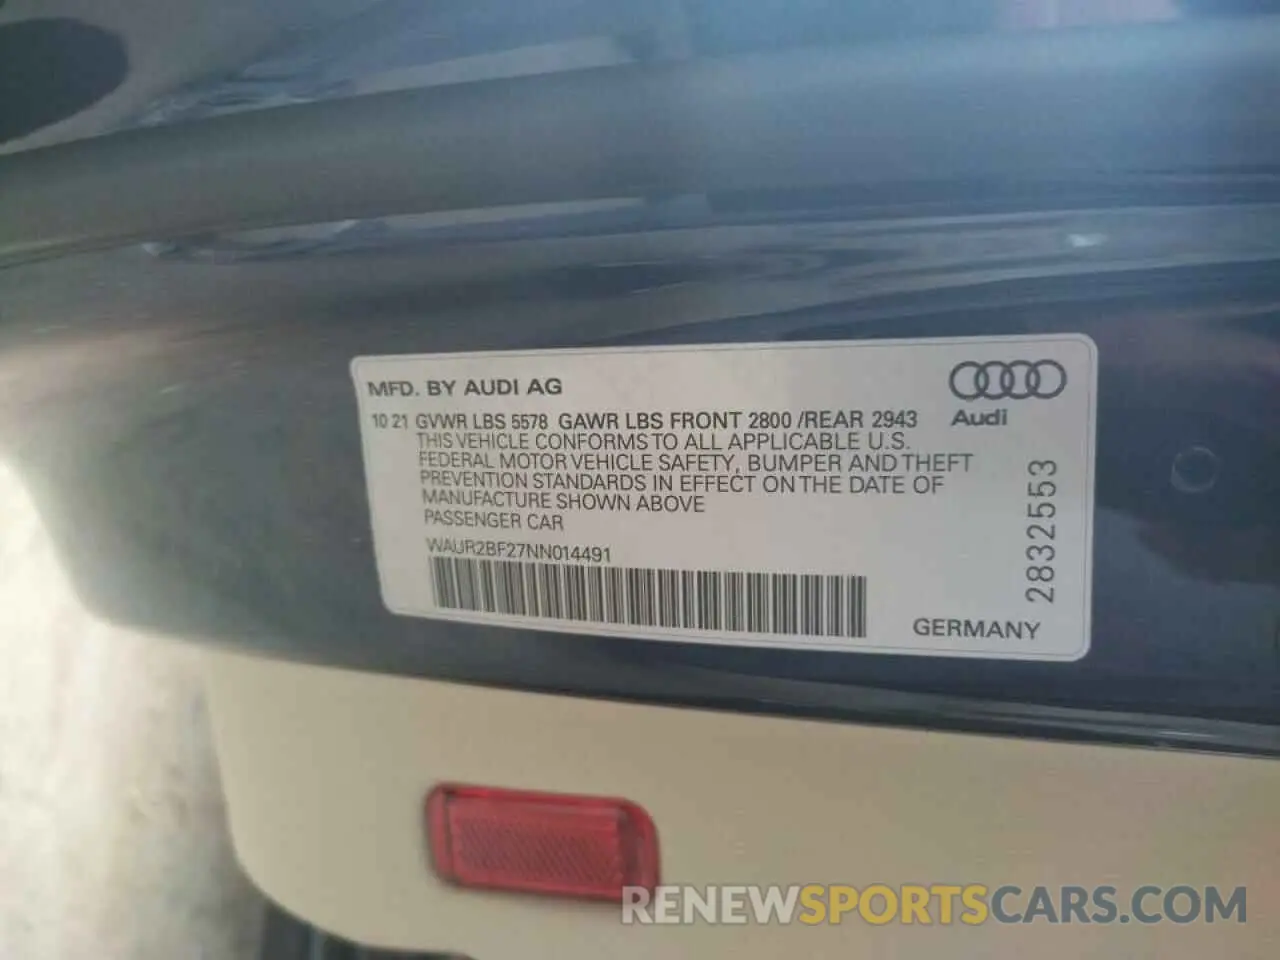 MFD. BY AUDI AG
Audi
10 21 GVWR LBS 5578 GAWR LBS FRONT 2800 /REAR 2943
THIS VEHICLE CONFORMS TO ALL APPLICABLE U.S.
FEDERAL MOTOR VEHICLE SAFETY, BUMPER AND THEFT
PREVENTION STANDARDS IN EFFECT ON THE DATE OF
MANUFACTURE SHOWN ABOVE
PASSENGER CAR
WAUR2BF27NN014491
2832553
GERMANY
RENEWSPORTSCARS.COM